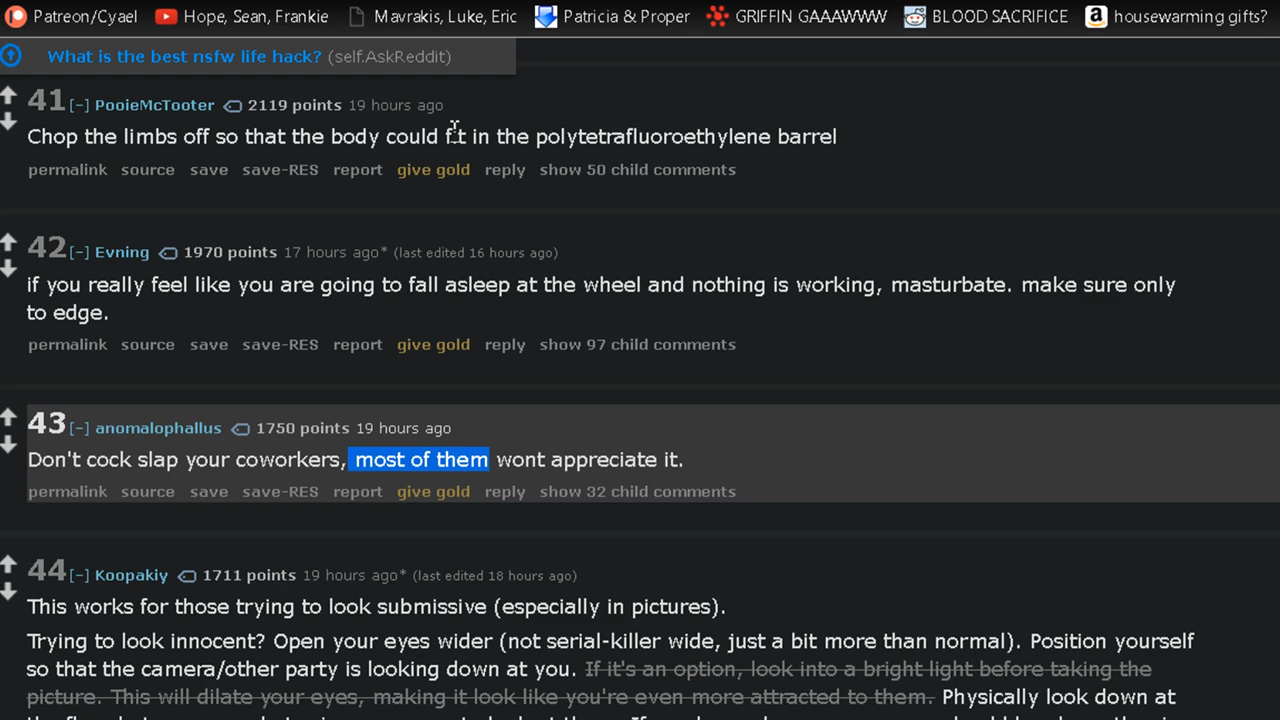 Patreon/Cyael Hope, Sean, Frankie Mavrakis, Luke, Eric Patricia & Proper GRIFFIN GAAAWWW BLOOD SACRIFICE housewarming gifts?
What is the best nsfw life hack? (self.AskReddit)
41 [-] PooieMcTooter 2119 points 19 hours ago
Chop the limbs off so that the body could fit in the polytetrafluoroethylene barrel
permalink source save save-RES report give gold reply show 50 child comments
42 [-] Evning 1970 points 17 hours ago* (last edited 16 hours ago)
if you really feel like you are going to fall asleep at the wheel and nothing is working, masturbate. make sure only
to edge.
permalink source save save-RES report give gold reply show 97 child comments
43 [-] anomalophallus 1750 points 19 hours ago
Don't cock slap your coworkers, most of them wont appreciate it.
permalink source save save-RES report give gold reply show 32 child comments
44 [-] Koopakiy 1711 points 19 hours ago* (last edited 18 hours ago)
This works for those trying to look submissive (especially in pictures).
Trying to look innocent? Open your eyes wider (not serial-killer wide, just a bit more than normal). Position yourself
so that the camera/other party is looking down at you. If it's an option, look into a bright light before taking the
picture. This will dilate your eyes, making it look like you're even more attracted to them. Physically look down at